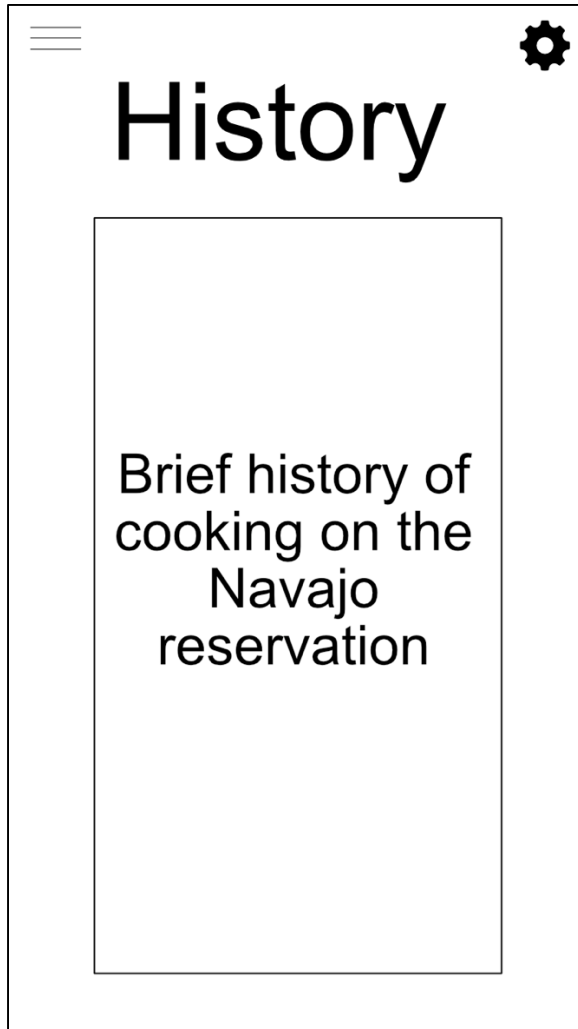 History
Brief history of
cooking on the
Navajo
reservation